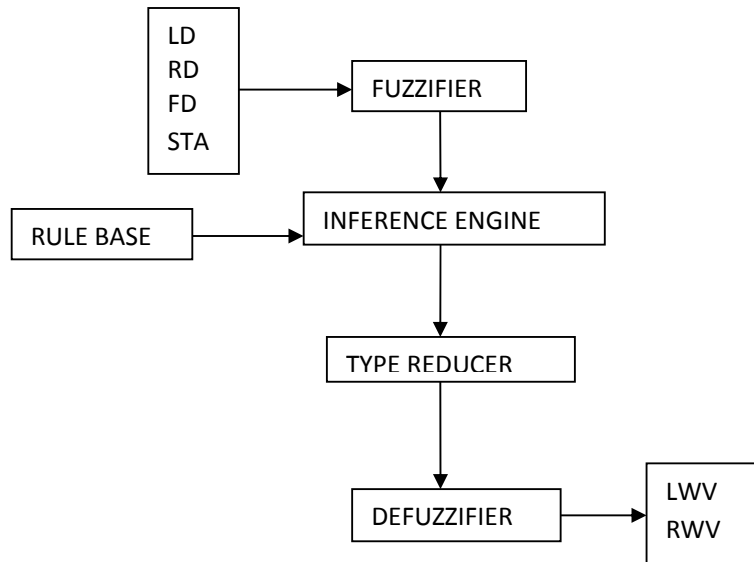 LD
RD
FD
STA
FUZZIFIER
INFERENCE ENGINE
RULE BASE
TYPE REDUCER
DEFUZZIFIER
LWV
RWV